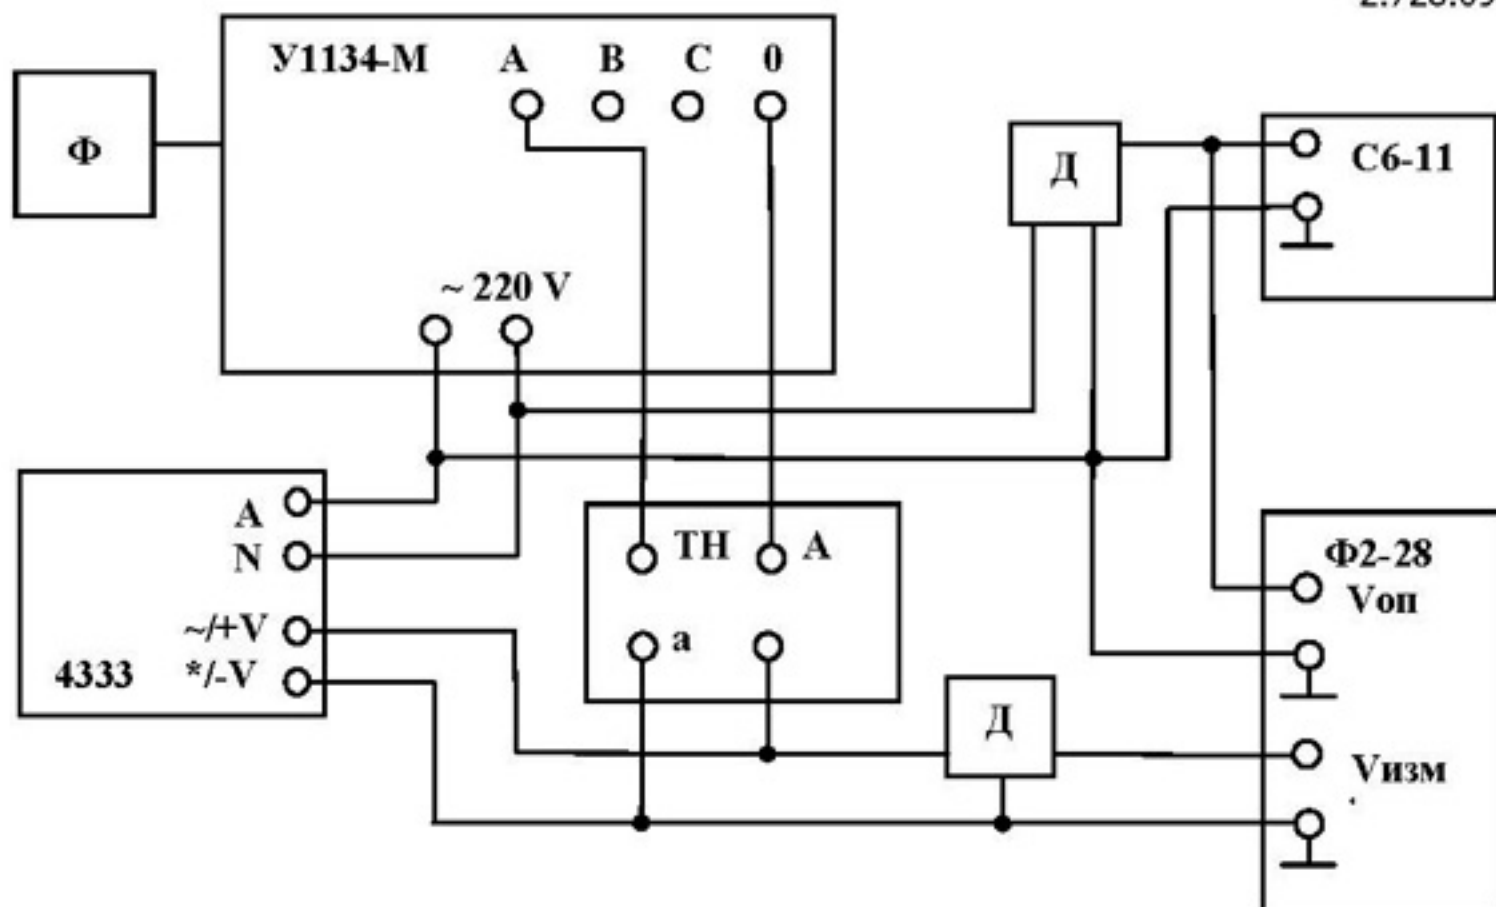 У1134-М А В С 0
Ф
Д
С6-11
~ 220 V
А
N
~/+V
*/-V
4333
ТН А
а
Ф2-28
Vоп
Д
Vизм